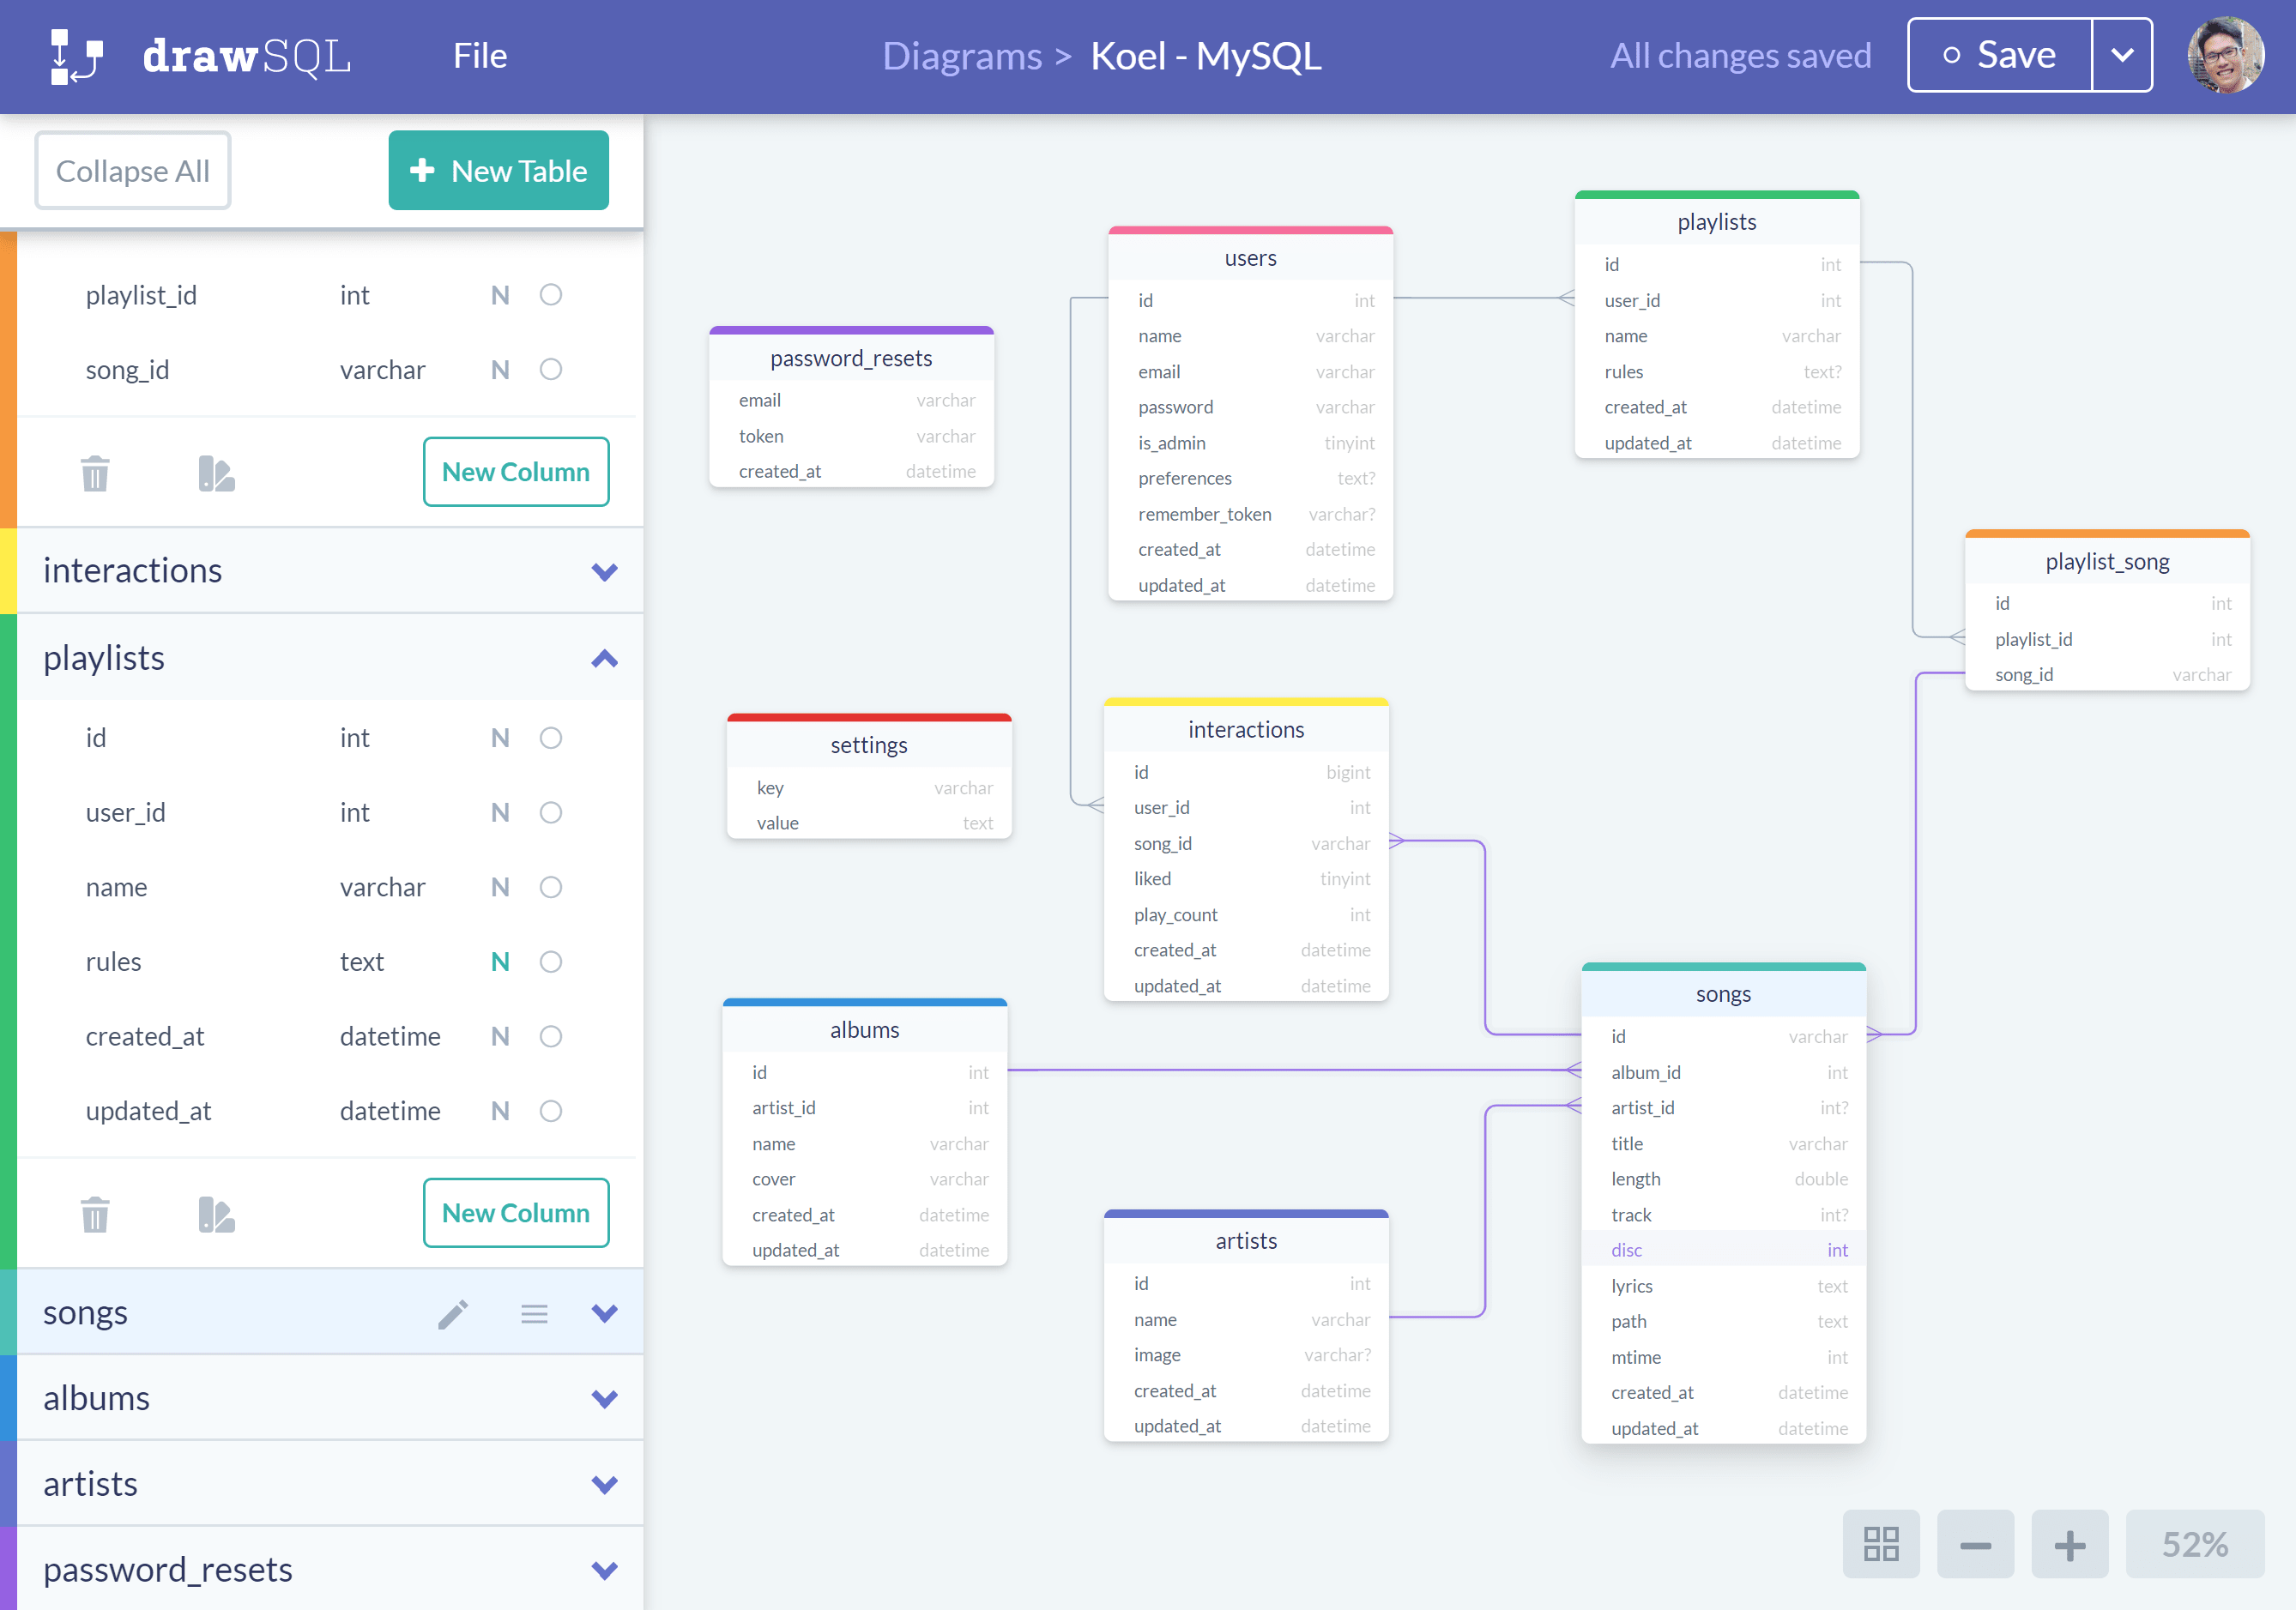 drawSQL
File
Diagrams > Koel - MySQL
All changes saved
Save
Collapse All
New Table
playlist_id int N
song_id varchar N
New Column
interactions
playlists
id int N
user_id int N
name varchar N
rules text N
created_at datetime N
updated_at datetime N
New Column
songs
albums
artists
password_resets
password_resets
email varchar
token varchar
created_at datetime
users
id int
name varchar
email varchar
password varchar
is_admin tinyint
preferences text?
remember_token varchar?
created_at datetime
updated_at datetime
playlists
id int
user_id int
name varchar
rules text?
created_at datetime
updated_at datetime
playlist_song
id int
playlist_id int
song_id varchar
settings
key varchar
value text
interactions
id bigint
user_id int
song_id varchar
liked tinyint
play_count int
created_at datetime
updated_at datetime
albums
id int
artist_id int
name varchar
cover varchar
created_at datetime
updated_at datetime
artists
id int
name varchar
image varchar?
created_at datetime
updated_at datetime
songs
id varchar
album_id int
artist_id int?
title varchar
length double
track int?
disc int
lyrics text
path text
mtime int
created_at datetime
updated_at datetime
52%